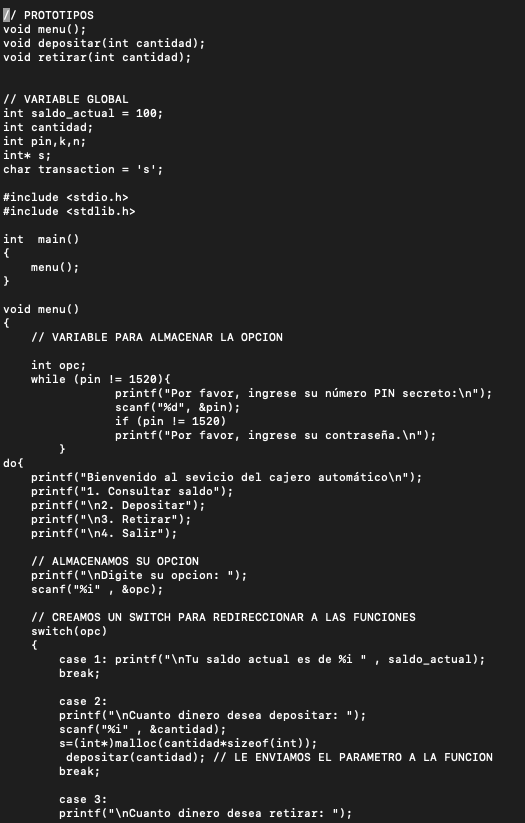 // PROTOTIPOS
void menu();
void depositar(int cantidad);
void retirar(int cantidad);
// VARIABLE GLOBAL
int saldo_actual = 100;
int cantidad;
int pin,k,n;
int* s;
char transaction = 's';
#include <stdio.h>
#include <stdlib.h>
int  main()
{
    menu();
}
void menu()
{
    // VARIABLE PARA ALMACENAR LA OPCION
    int opc;
    while (pin != 1520){
                printf("Por favor, ingrese su número PIN secreto:\n");
                scanf("%d", &pin);
                if (pin != 1520)
                printf("Por favor, ingrese su contraseña.\n");
        }
do{
    printf("Bienvenido al sevicio del cajero automático\n");
    printf("1. Consultar saldo");
    printf("\n2. Depositar");
    printf("\n3. Retirar");
    printf("\n4. Salir");
    // ALMACENAMOS SU OPCION
    printf("\nDigite su opcion: ");
    scanf("%i" , &opc);
    // CREAMOS UN SWITCH PARA REDIRECCIONAR A LAS FUNCIONES
    switch(opc)
    {
        case 1: printf("\nTu saldo actual es de %i " , saldo_actual);
        break;
        case 2:
        printf("\nCuanto dinero desea depositar: ");
        scanf("%i" , &cantidad);
        s=(int*)malloc(cantidad*sizeof(int));
         depositar(cantidad); // LE ENVIAMOS EL PARAMETRO A LA FUNCION
        break;
        case 3:
        printf("\nCuanto dinero desea retirar: ");